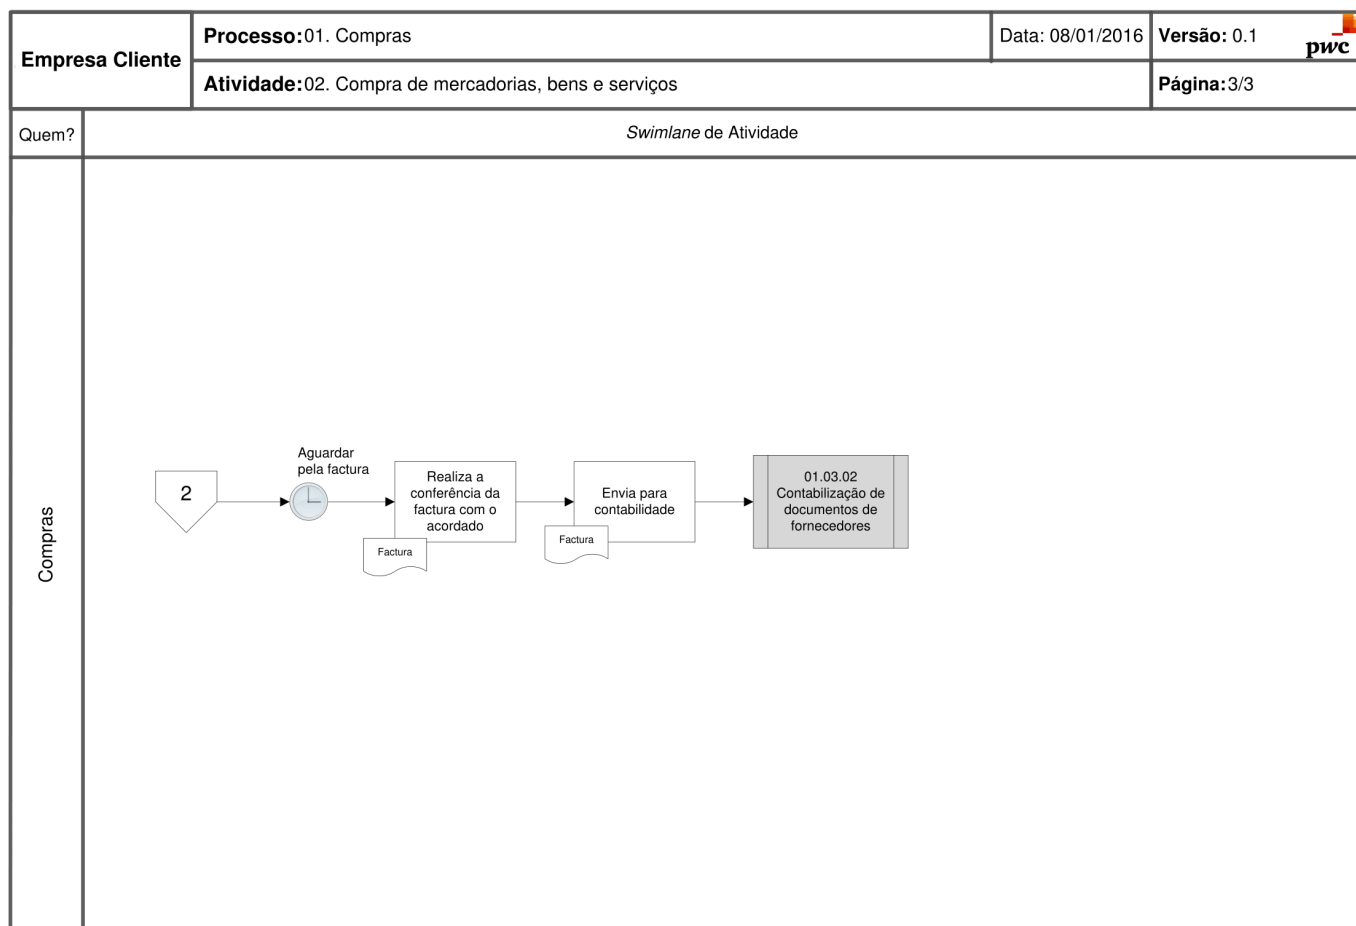 Empresa Cliente
Processo: 01. Compras
Data: 08/01/2016
Versão: 0.1
pwc
Atividade: 02. Compra de mercadorias, bens e serviços
Página: 3/3
Quem?
Swimlane de Atividade
Compras
2
Aguardar
pela factura
Realiza a
conferência da
factura com o
acordado
Factura
Envia para
contabilidade
Factura
01.03.02
Contabilização de
documentos de
fornecedores